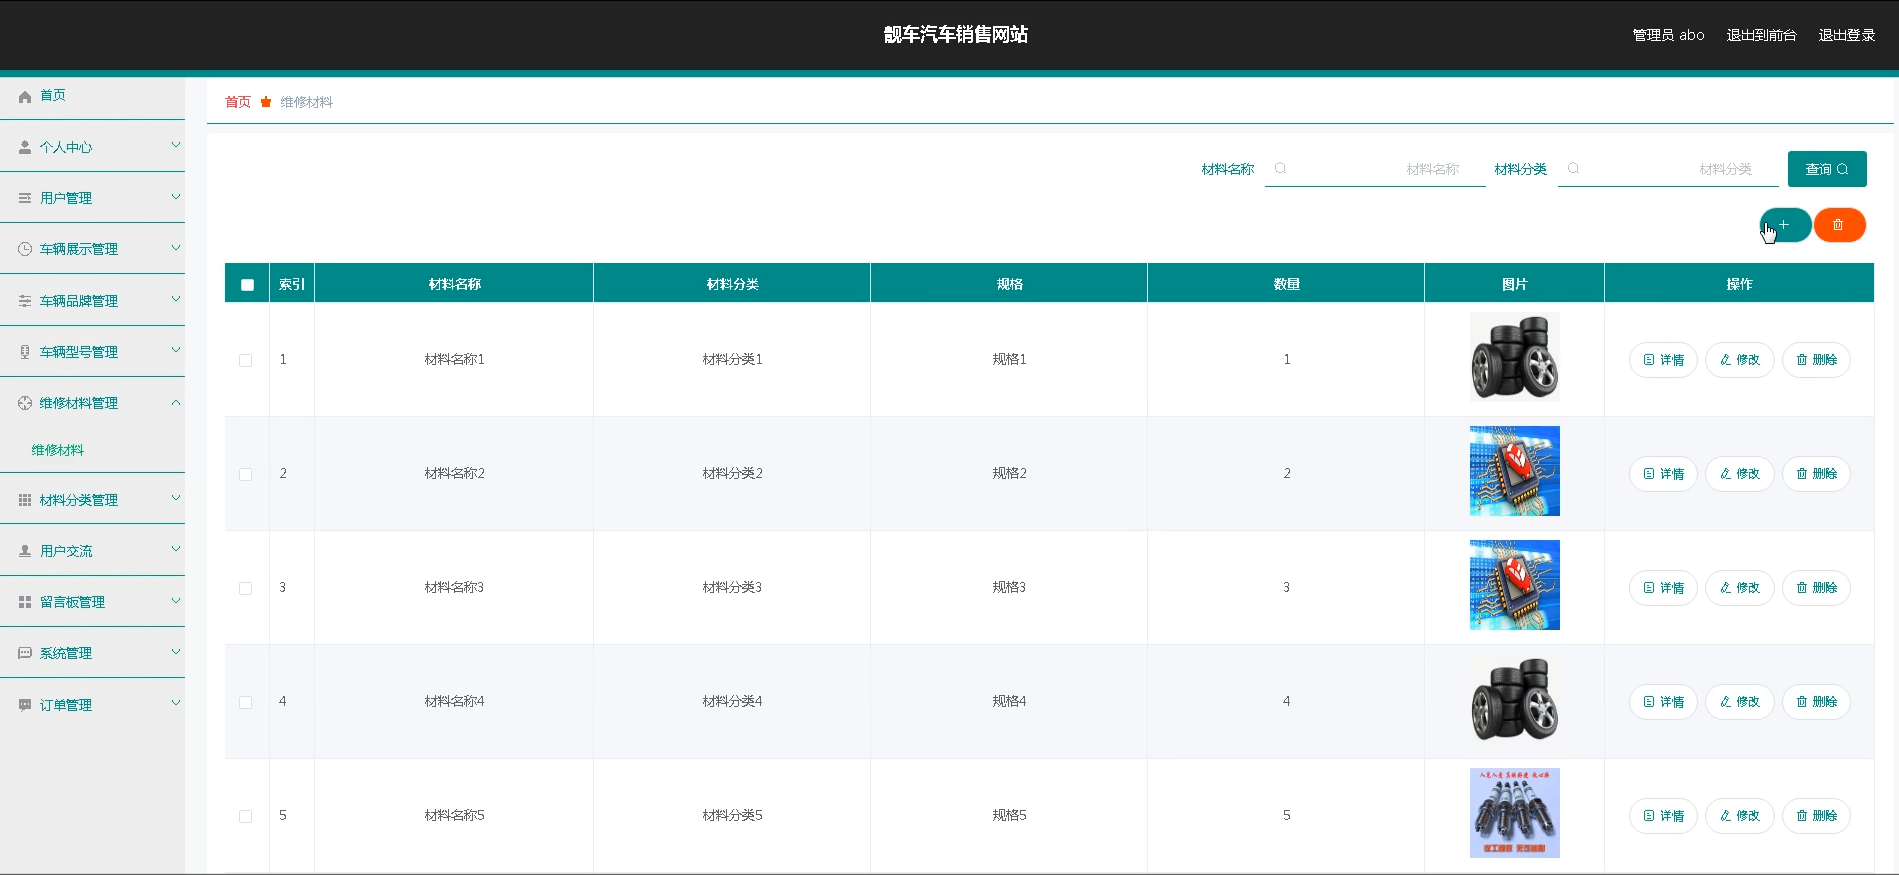 靓车汽车销售网站
管理员 abo 退出到前台 退出登录
首页
个人中心
用户管理
车辆展示管理
车辆品牌管理
车辆型号管理
维修材料管理
维修材料
材料分类管理
用户交流
留言板管理
系统管理
订单管理
首页 维修材料
材料名称 材料名称 材料分类 材料分类 查询
索引 材料名称 材料分类 规格 数量 图片 操作
1 材料名称1 材料分类1 规格1 1 详情 修改 删除
2 材料名称2 材料分类2 规格2 2 详情 修改 删除
3 材料名称3 材料分类3 规格3 3 详情 修改 删除
4 材料名称4 材料分类4 规格4 4 详情 修改 删除
5 材料名称5 材料分类5 规格5 5 详情 修改 删除